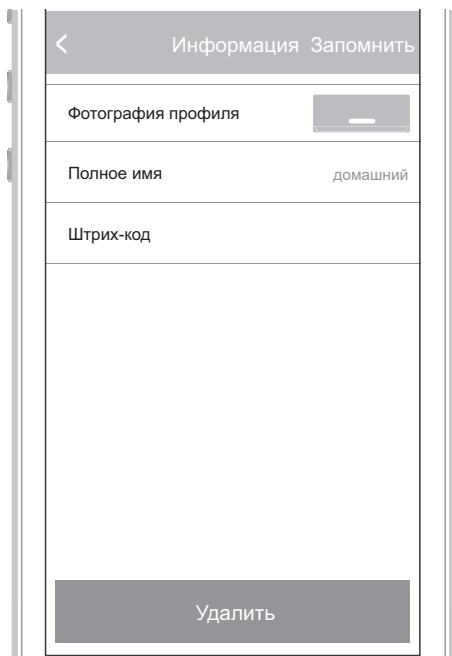 Информация Запомнить
Фотография профиля
Полное имя домашний
Штрих-код
Удалить